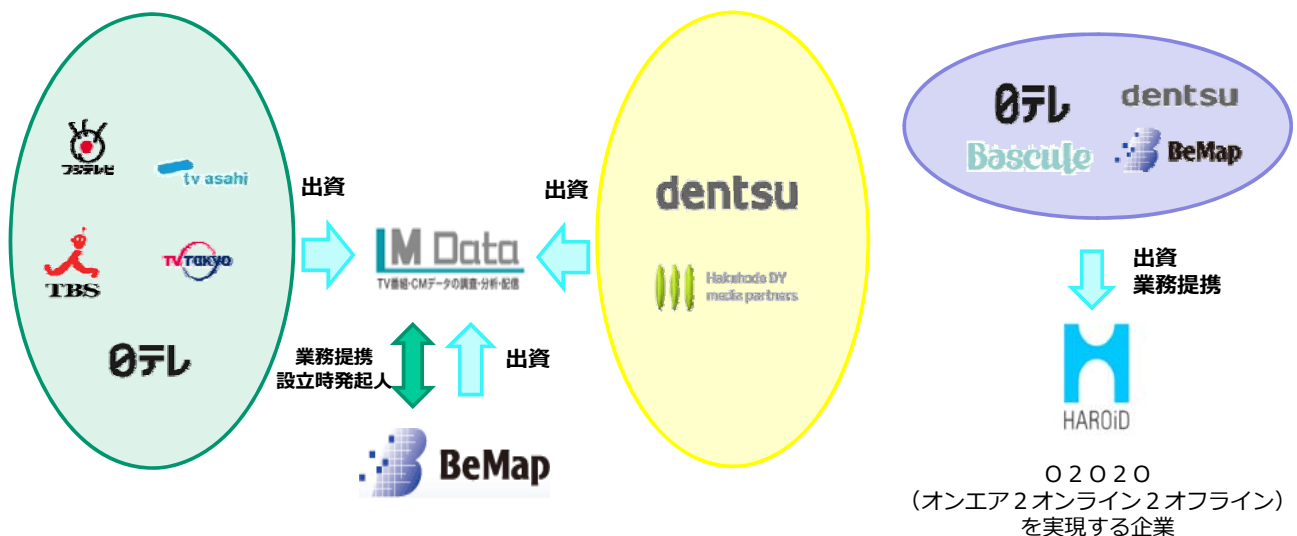 フジテレビ
tv asahi
TBS
TV TOKYO
日テレ
出資
LM Data
TV番組・CMデータの調査・分析・配信
出資
dentsu
Hakuhodo DY
media partners
業務提携
設立時発起人
出資
BeMap
日テレ
dentsu
Bascule
BeMap
出資
業務提携
HAROiD
O2O2O
（オンエア２オンライン２オフライン）
を実現する企業